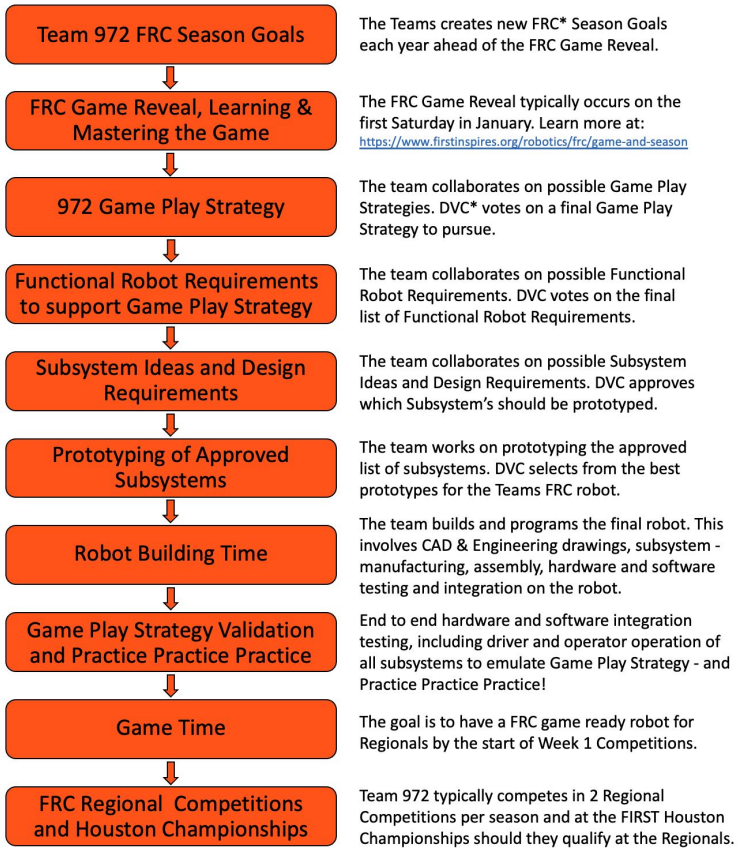 Team 972 FRC Season Goals
The Teams creates new FRC* Season Goals
each year ahead of the FRC Game Reveal.
FRC Game Reveal, Learning &
Mastering the Game
The FRC Game Reveal typically occurs on the
first Saturday in January. Learn more at:
https://www.firstinspires.org/robotics/frc/game-and-season
972 Game Play Strategy
The team collaborates on possible Game Play
Strategies. DVC* votes on a final Game Play
Strategy to pursue.
Functional Robot Requirements
to support Game Play Strategy
The team collaborates on possible Functional
Robot Requirements. DVC votes on the final
list of Functional Robot Requirements.
Subsystem Ideas and Design
Requirements
The team collaborates on possible Subsystem
Ideas and Design Requirements. DVC approves
which Subsystem's should be prototyped.
Prototyping of Approved
Subsystems
The team works on prototyping the approved
list of subsystems. DVC selects from the best
prototypes for the Teams FRC robot.
Robot Building Time
The team builds and programs the final robot. This
involves CAD & Engineering drawings, subsystem -
manufacturing, assembly, hardware and software
testing and integration on the robot.
Game Play Strategy Validation
and Practice Practice Practice
End to end hardware and software integration
testing, including driver and operator operation of
all subsystems to emulate Game Play Strategy - and
Practice Practice Practice!
Game Time
The goal is to have a FRC game ready robot for
Regionals by the start of Week 1 Competitions.
FRC Regional  Competitions
and Houston Championships
Team 972 typically competes in 2 Regional
Competitions per season and at the FIRST Houston
Championships should they qualify at the Regionals.